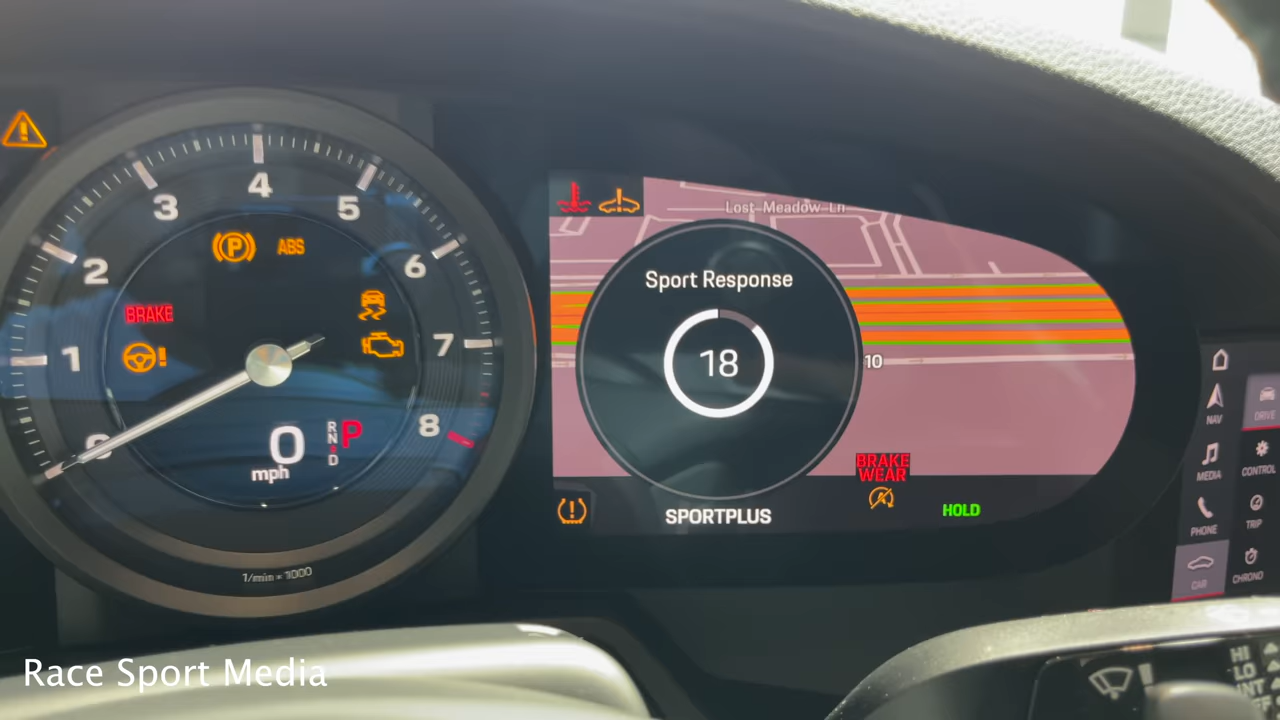 4
3
5
2
6
1
7
8
0
P
ABS
BRAKE
!
0
mph
R
N
D
P
1/min × 1000
Lost Meadow Ln
Sport Response
18
10
BRAKE
WEAR
SPORTPLUS
HOLD
NAV
MEDIA
PHONE
CAR
DRIVE
CONTROL
TRIP
CHRONO
HI
LO
INT
Race Sport Media